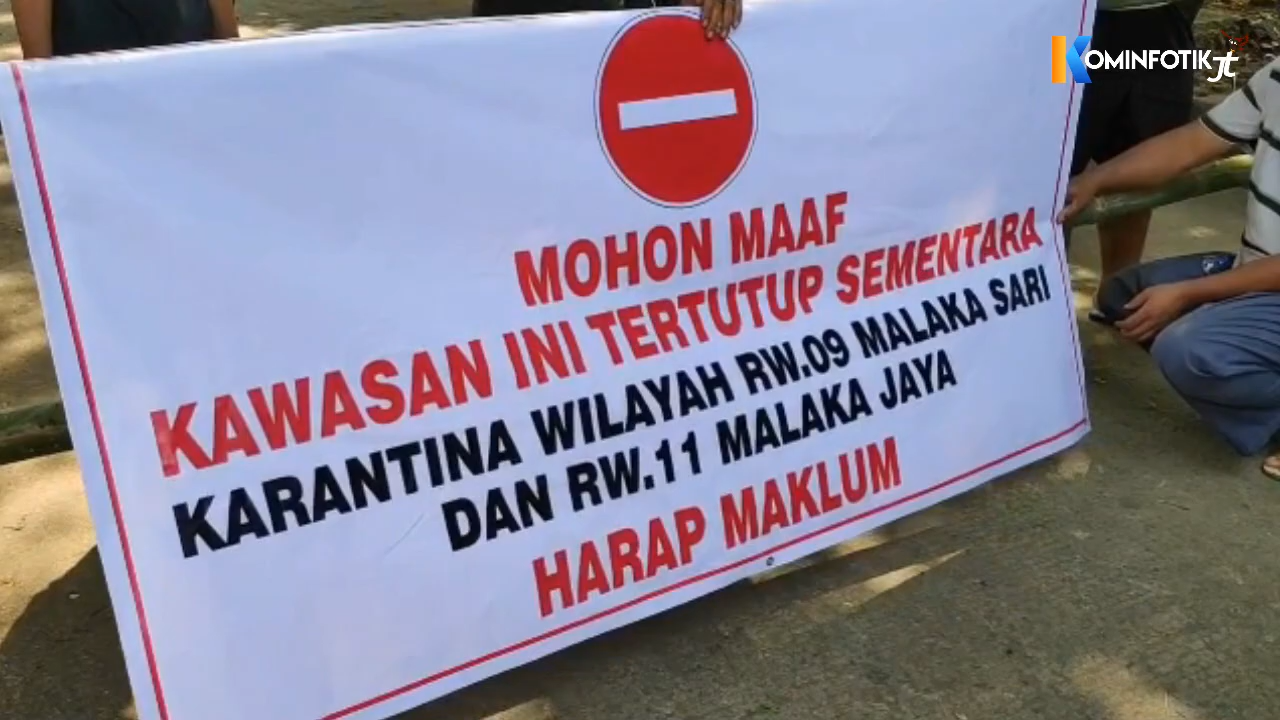 KOMINFOTIK JT
MOHON MAAF
KAWASAN INI TERTUTUP SEMENTARA
KARANTINA WILAYAH RW.09 MALAKA SARI
DAN RW.11 MALAKA JAYA
HARAP MAKLUM